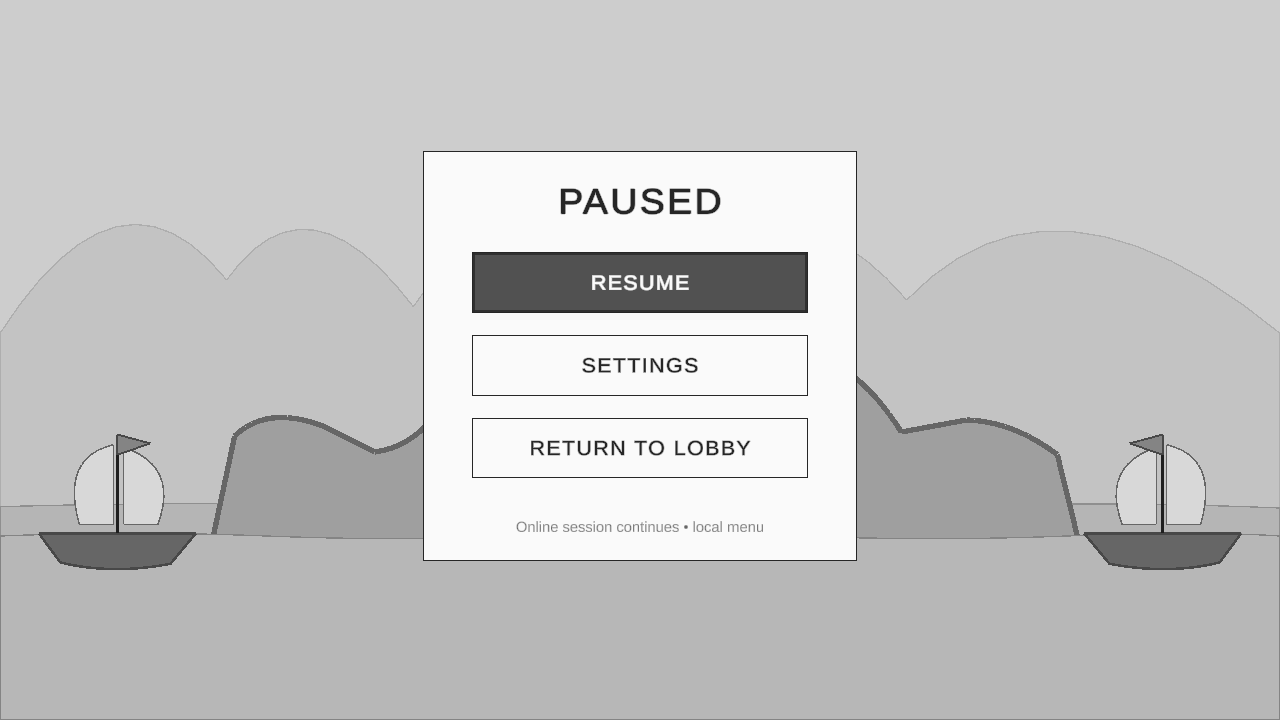 PAUSED
RESUME
SETTINGS
RETURN TO LOBBY
Online session continues • local menu